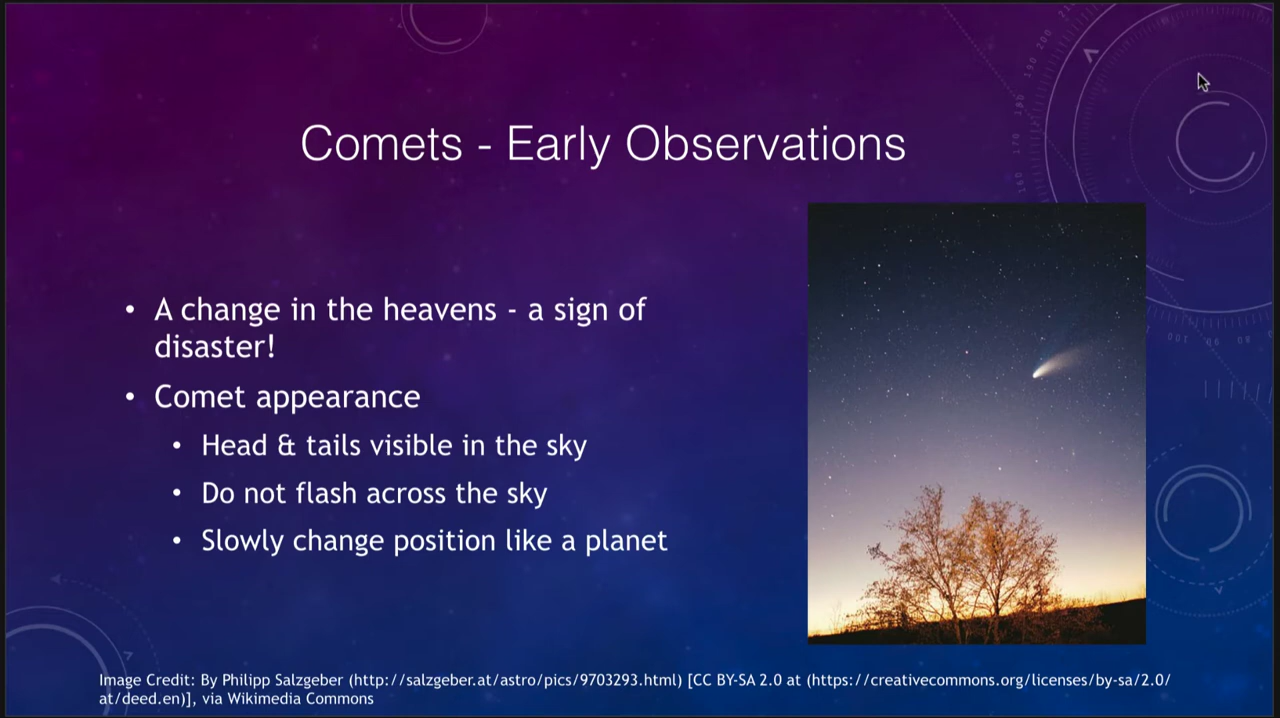 Comets - Early Observations
• A change in the heavens - a sign of
disaster!
• Comet appearance
• Head & tails visible in the sky
• Do not flash across the sky
• Slowly change position like a planet
Image Credit: By Philipp Salzgeber (http://salzgeber.at/astro/pics/9703293.html) [CC BY-SA 2.0 at (https://creativecommons.org/licenses/by-sa/2.0/
at/deed.en)], via Wikimedia Commons